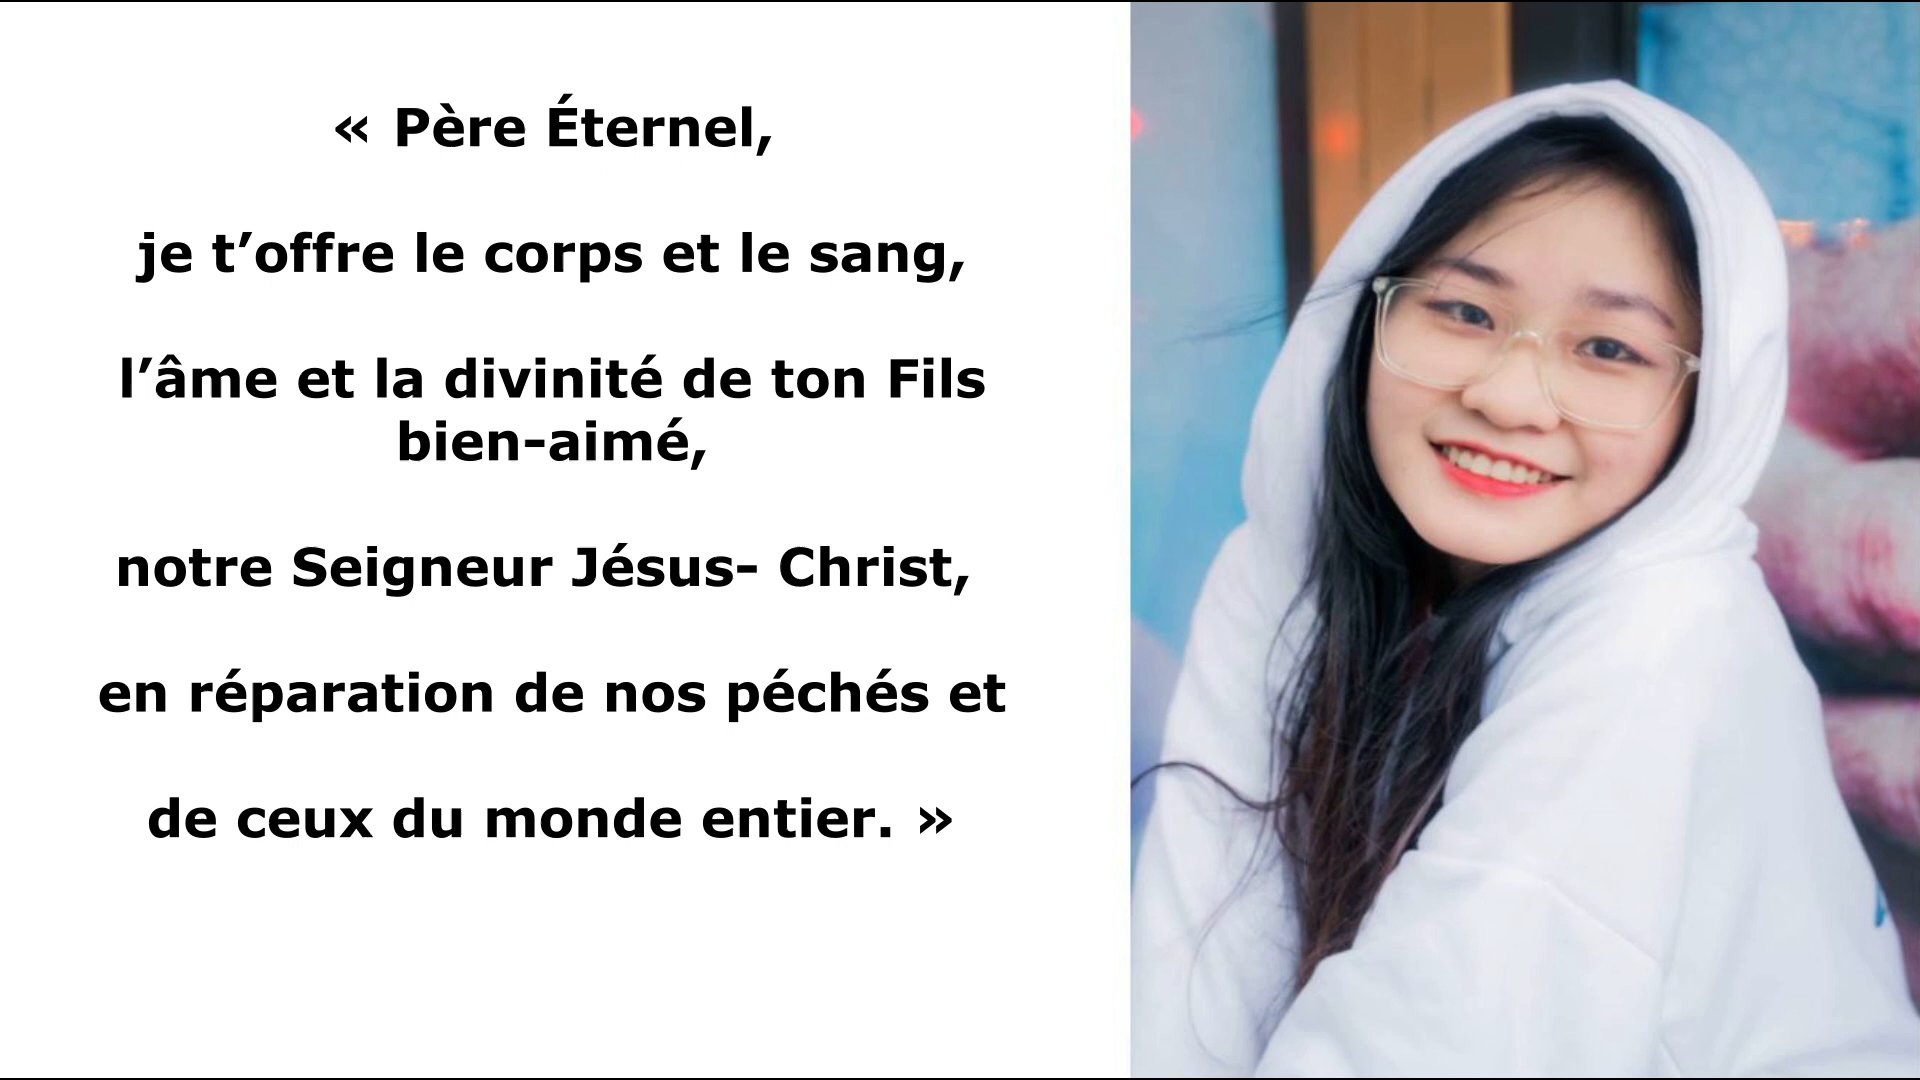 « Père Éternel,
je t’offre le corps et le sang,
l’âme et la divinité de ton Fils
bien-aimé,
notre Seigneur Jésus- Christ,
en réparation de nos péchés et
de ceux du monde entier. »